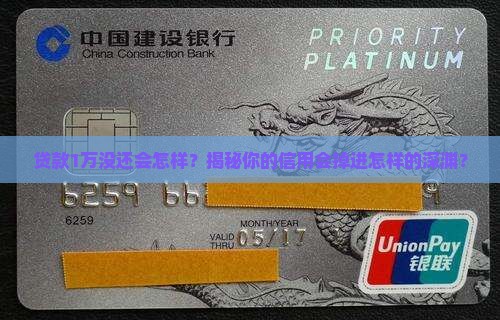 中国建设银行
China Construction Bank
PRIORITY
PLATINUM
贷款1万没还会怎样？揭秘你的信用会掉进怎样的深渊？
6259 66 9
6259
MONTH/YEAR
VALID THRU 05/17
UnionPay
银联